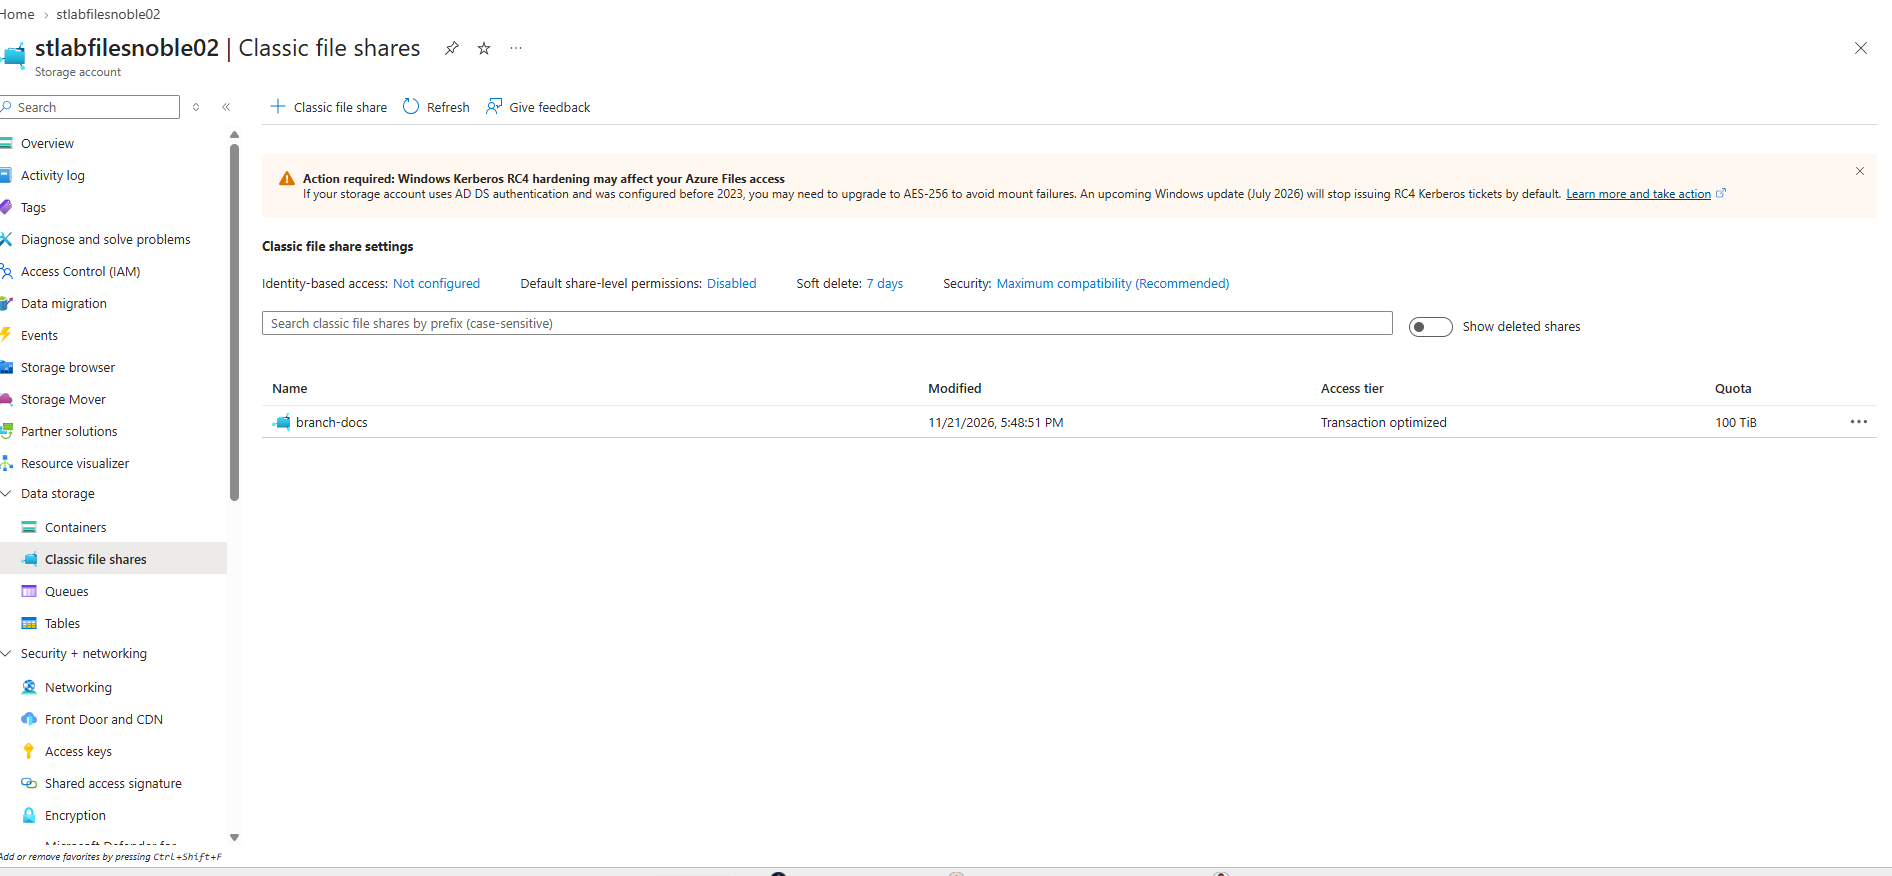 Home > stlabfilesnoble02
stlabfilesnoble02 | Classic file shares
Storage account
Search
Classic file share Refresh Give feedback
Overview
Activity log
Tags
Diagnose and solve problems
Access Control (IAM)
Data migration
Events
Storage browser
Storage Mover
Partner solutions
Resource visualizer
Data storage
Containers
Classic file shares
Queues
Tables
Security + networking
Networking
Front Door and CDN
Access keys
Shared access signature
Encryption
Add or remove favorites by pressing Ctrl+Shift+F
Action required: Windows Kerberos RC4 hardening may affect your Azure Files access
If your storage account uses AD DS authentication and was configured before 2023, you may need to upgrade to AES-256 to avoid mount failures. An upcoming Windows update (July 2026) will stop issuing RC4 Kerberos tickets by default. Learn more and take action
Classic file share settings
Identity-based access: Not configured Default share-level permissions: Disabled Soft delete: 7 days Security: Maximum compatibility (Recommended)
Search classic file shares by prefix (case-sensitive) Show deleted shares
Name Modified Access tier Quota
branch-docs 11/21/2026, 5:48:51 PM Transaction optimized 100 TiB